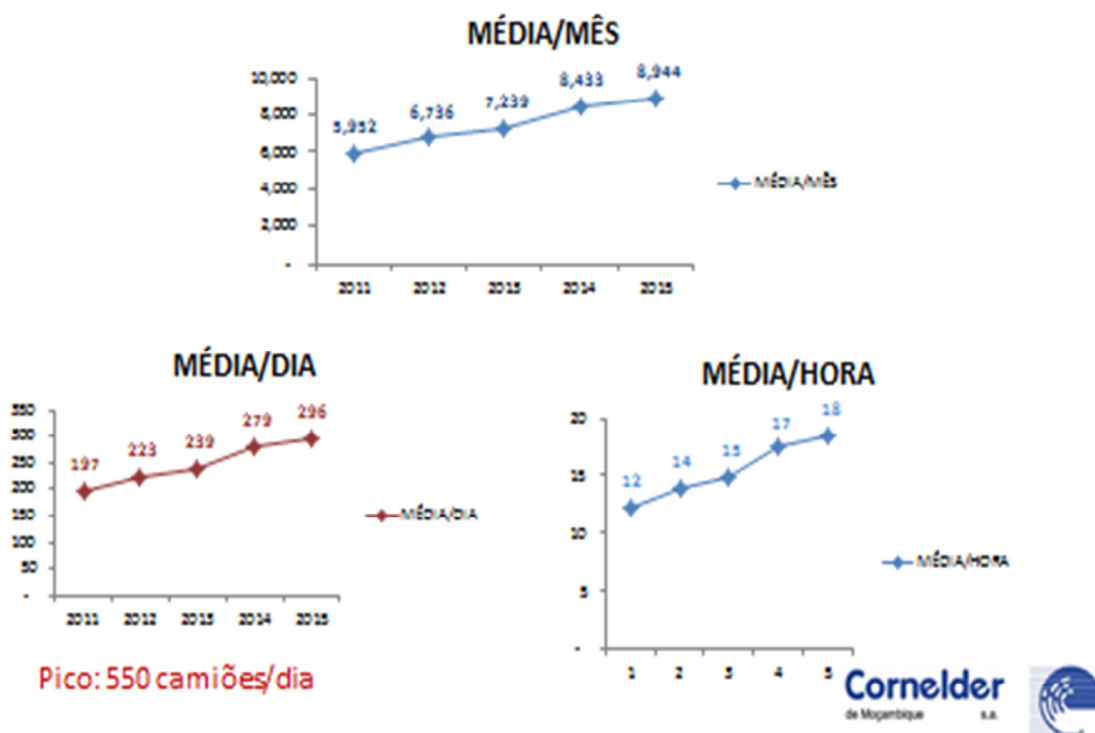 MÉDIA/MÊS
10,000
8,000
6,000
4,000
2,000
-
5,952
6,736
7,239
8,433
8,944
2011 2012 2013 2014 2015
MÉDIA/MÊS
MÉDIA/DIA
350
300
250
200
150
100
50
-
197
223
239
279
296
2011 2012 2013 2014 2015
MÉDIA/DIA
Pico: 550 camiões/dia
MÉDIA/HORA
20
15
10
5
-
12
14
15
17
18
1 2 3 4 5
MÉDIA/HORA
Cornelder
de Moçambique s.a.